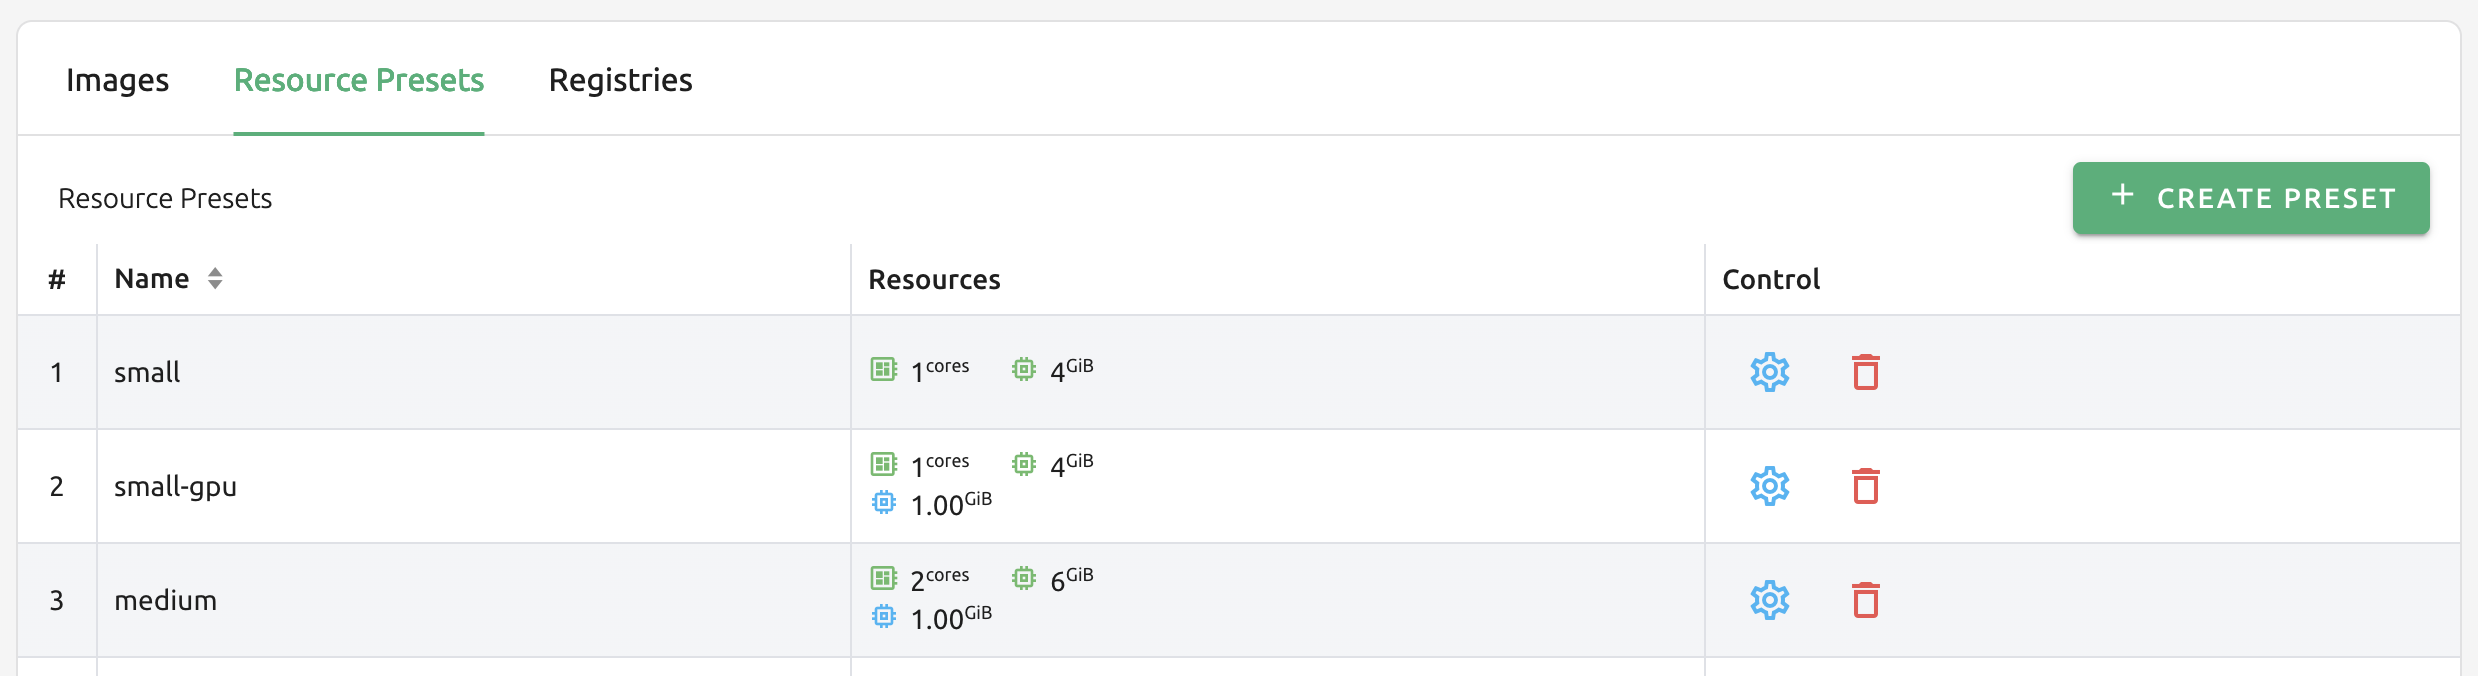 Images Resource Presets Registries
Resource Presets
+ CREATE PRESET
# Name Resources Control
1 small 1cores 4GiB
2 small-gpu 1cores 4GiB
1.00GiB
3 medium 2cores 6GiB
1.00GiB